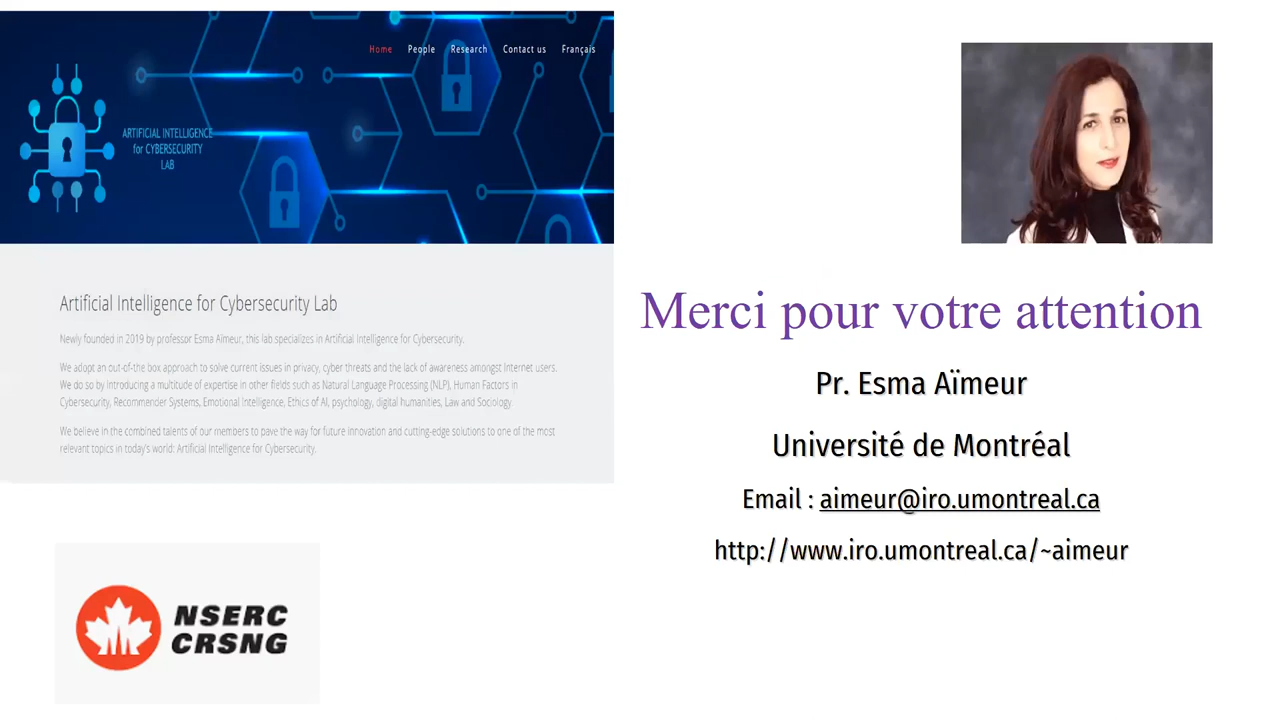 Home People Research Contact us Français
ARTIFICIAL INTELLIGENCE
for CYBERSECURITY
LAB
Artificial Intelligence for Cybersecurity Lab
Newly founded in 2019 by professor Esma Aïmeur, this lab specializes in Artificial Intelligence for Cybersecurity.
We adopt an out-of-the box approach to solve current issues in privacy, cyber threats and the lack of awareness amongst Internet users.
We do so by introducing a multitude of expertise in other fields such as Natural Language Processing (NLP), Human Factors in
Cybersecurity, Recommender Systems, Emotional Intelligence, Ethics of AI, psychology, digital humanities, Law and Sociology.
We believe in the combined talents of our members to pave the way for future innovation and cutting-edge solutions to one of the most
relevant topics in today's world: Artificial Intelligence for Cybersecurity.
NSERC
CRSNG
Merci pour votre attention
Pr. Esma Aïmeur
Université de Montréal
Email : aimeur@iro.umontreal.ca
http://www.iro.umontreal.ca/~aimeur